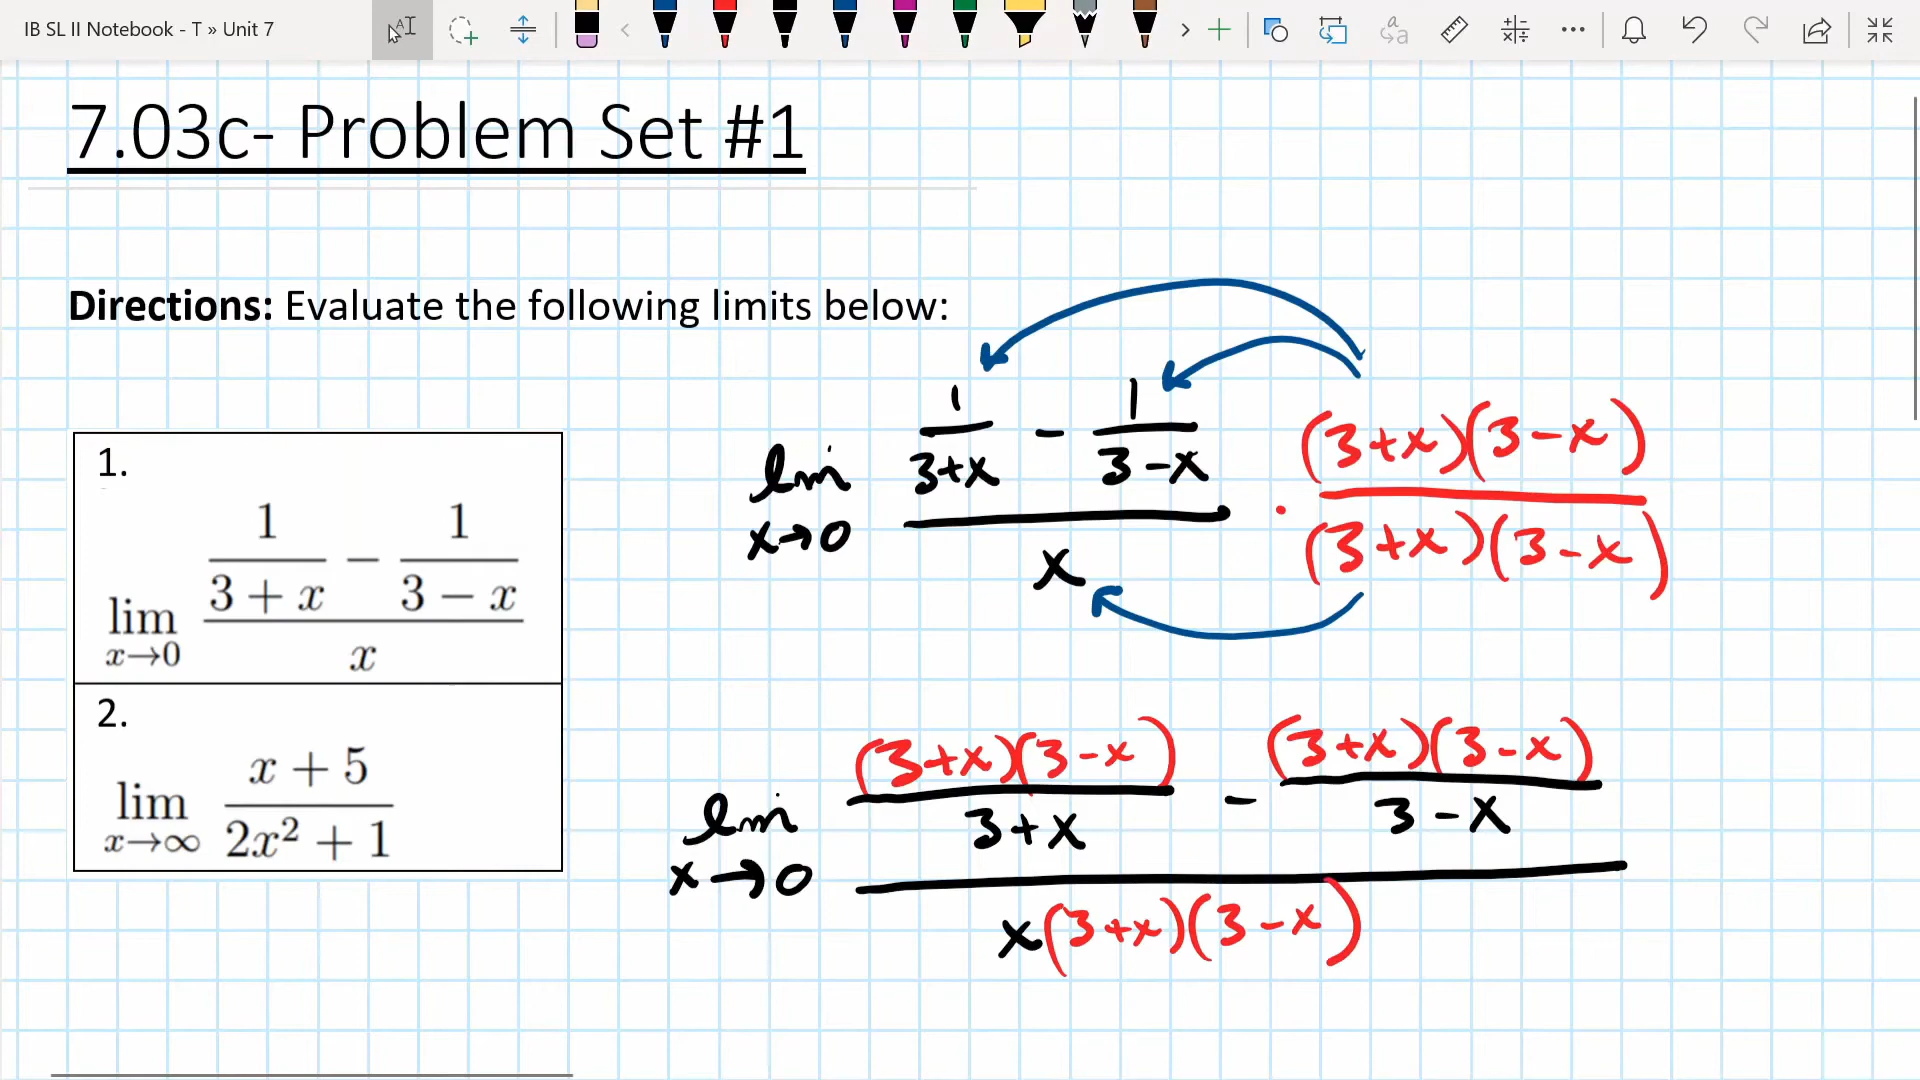 IB SL II Notebook - T » Unit 7
7.03c- Problem Set #1
Directions: Evaluate the following limits below:
1.
lim x→0 (1/(3 + x) − 1/(3 − x)) / x
2.
lim x→∞ (x + 5)/(2x² + 1)
lim x→0 (1/(3+x) − 1/(3−x)) / x · (3+x)(3−x) / (3+x)(3−x)
lim x→0 ((3+x)(3−x)/(3+x) − (3+x)(3−x)/(3−x)) / x(3+x)(3−x)